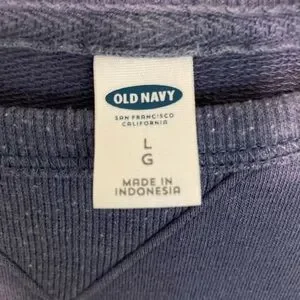 OLD NAVY
SAN FRANCISCO
CALIFORNIA
L
G
MADE IN
INDONESIA